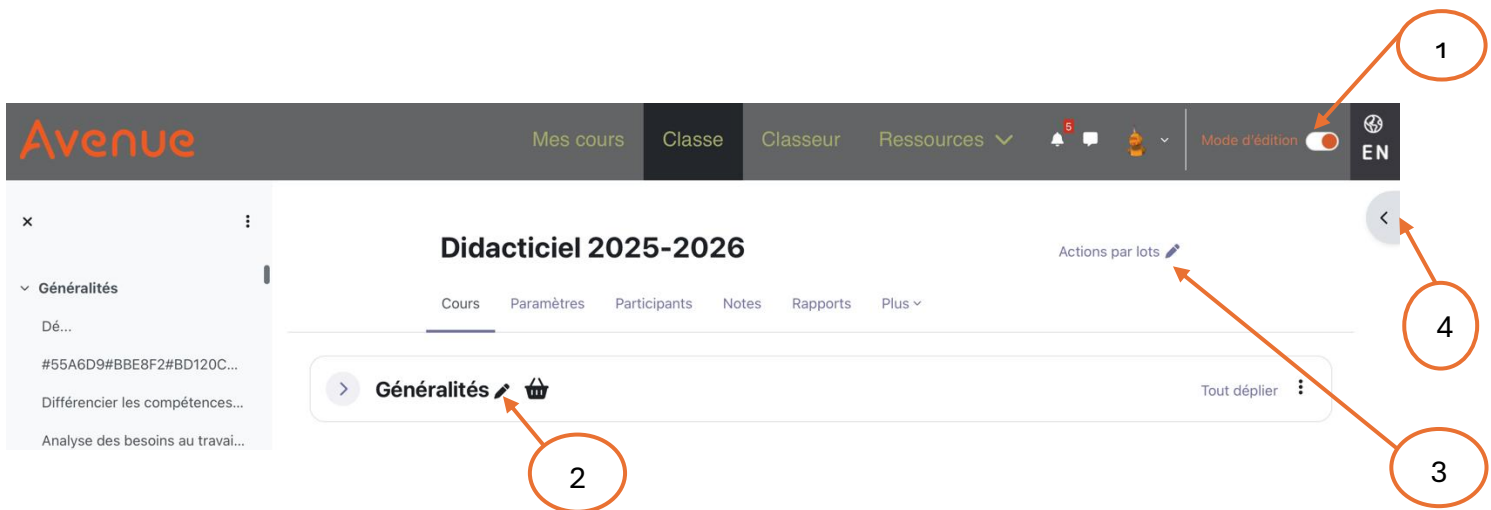 1
Avenue
Mes cours Classe Classeur Ressources 5 Mode d'édition EN
Didacticiel 2025-2026
Actions par lots
Généralités
Cours Paramètres Participants Notes Rapports Plus
Dé...
4
#55A6D9#BBE8F2#BD120C...
Différencier les compétences...
Généralités
Tout déplier
Analyse des besoins au travai...
2
3